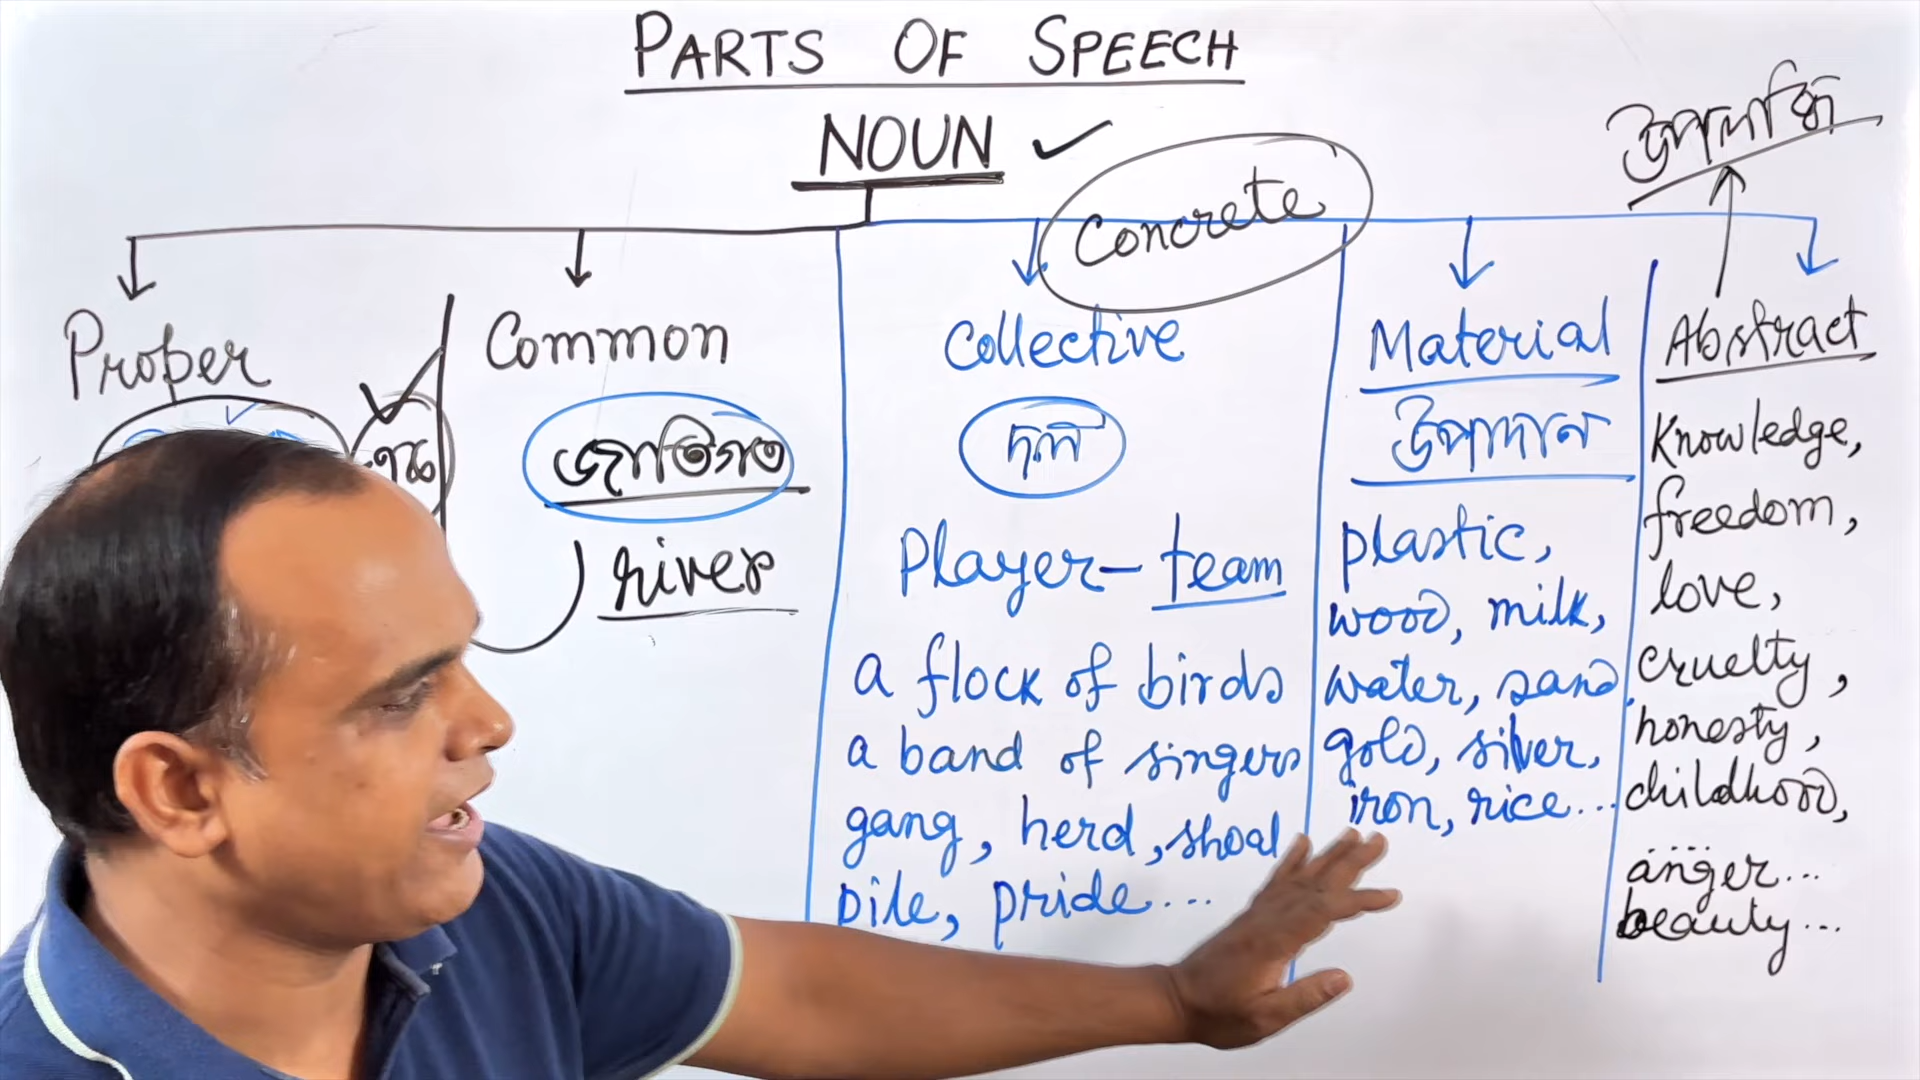 PARTS OF SPEECH
NOUN
Concrete
উপলব্ধি
Proper
Common
জাতিগত
river
Collective
দল
Player - team
a flock of birds
a band of singers
gang, herd, shoal
pile, pride...
Material
উপাদান
plastic,
wood, milk,
water, sand,
gold, silver,
iron, rice...
Abstract
Knowledge,
freedom,
love,
cruelty,
honesty,
childhood,
anger...
beauty...